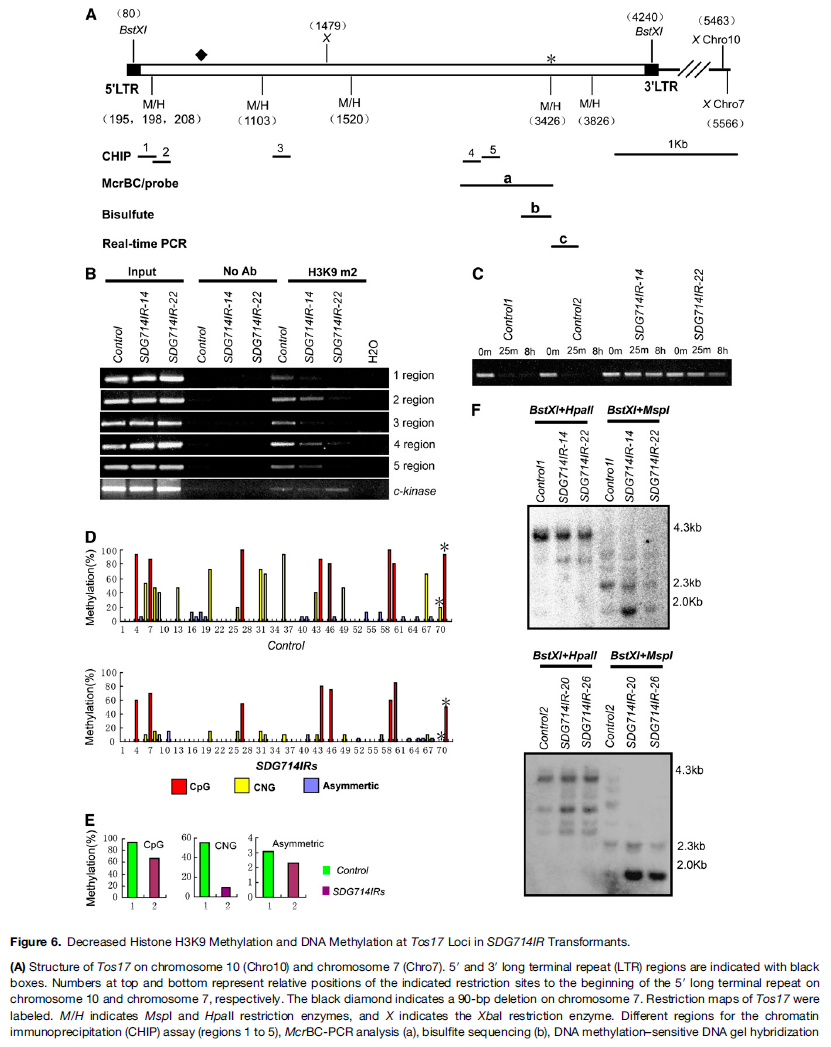 A
(80)
BstXI
(1479)
X
(4240)
BstXI
(5463)
X Chro10
*
5'LTR
3'LTR
M/H
(195, 198, 208)
M/H
(1103)
M/H
(1520)
M/H
(3426)
M/H
(3826)
X Chro7
(5566)
CHIP
1
2
3
4
5
1Kb
McrBC/probe
a
Bisulfute
b
Real-time PCR
c
B
Input
No Ab
H3K9 m2
Control
SDG714IR-14
SDG714IR-22
Control
SDG714IR-14
SDG714IR-22
Control
SDG714IR-14
SDG714IR-22
H2O
1 region
2 region
3 region
4 region
5 region
c-kinase
C
Control1
Control2
SDG714IR-14
SDG714IR-22
0m 25m 8h 0m 25m 8h 0m 25m 8h 0m 25m 8h
D
Methylation(%)
100
80
60
40
20
0
1 4 7 10 13 16 19 22 25 28 31 34 37 40 43 46 49 52 55 58 61 64 67 70
* *
Control
Methylation(%)
100
80
60
40
20
0
1 4 7 10 13 16 19 22 25 28 31 34 37 40 43 46 49 52 55 58 61 64 67 70
* *
SDG714IRs
CpG CNG Asymmertic
E
Methylation(%)
100
80
60
40
20
0
CpG
1 2
60
40
20
0
CNG
1 2
4
3
2
1
0
Asymmetric
1 2
Control
SDG714IRs
F
BstXI+HpaII BstXI+MspI
Control1
SDG714IR-14
SDG714IR-22
Contro1l
SDG714IR-14
SDG714IR-22
4.3kb
2.3kb
2.0Kb
BstXI+HpaII BstXI+MspI
Control2
SDG714IR-20
SDG714IR-26
Control2
SDG714IR-20
SDG714IR-26
4.3kb
2.3kb
2.0Kb
Figure 6. Decreased Histone H3K9 Methylation and DNA Methylation at Tos17 Loci in SDG714IR Transformants.
(A) Structure of Tos17 on chromosome 10 (Chro10) and chromosome 7 (Chro7). 5′ and 3′ long terminal repeat (LTR) regions are indicated with black
boxes. Numbers at top and bottom represent relative positions of the indicated restriction sites to the beginning of the 5′ long terminal repeat on
chromosome 10 and chromosome 7, respectively. The black diamond indicates a 90-bp deletion on chromosome 7. Restriction maps of Tos17 were
labeled. M/H indicates MspI and HpaII restriction enzymes, and X indicates the XbaI restriction enzyme. Different regions for the chromatin
immunoprecipitation (CHIP) assay (regions 1 to 5), McrBC-PCR analysis (a), bisulfite sequencing (b), DNA methylation–sensitive DNA gel hybridization